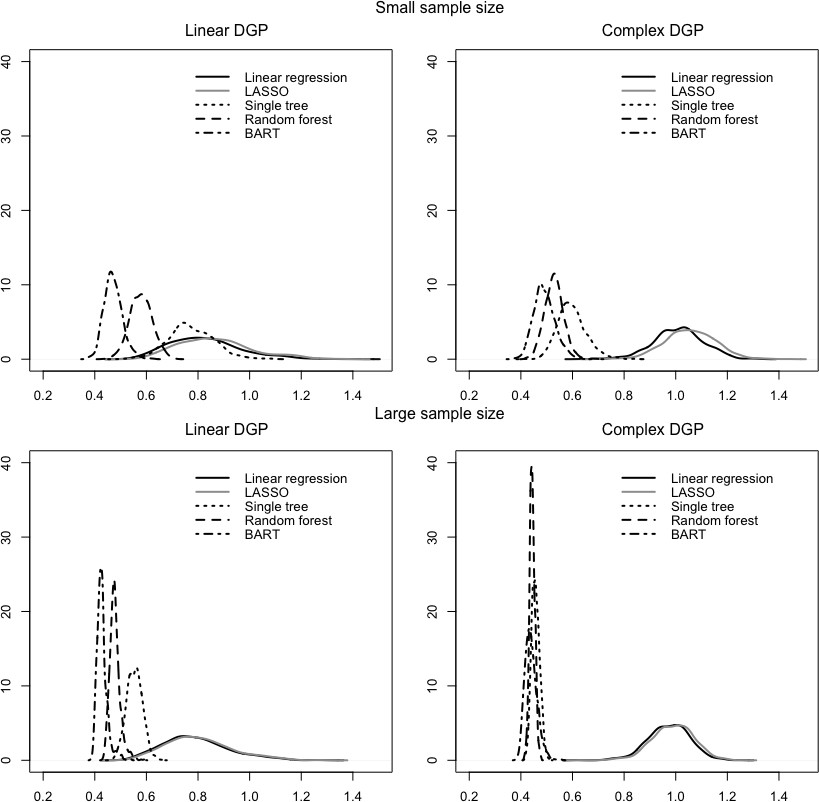 Small sample size
Linear DGP
Complex DGP
40
30
20
10
0
Linear regression
LASSO
Single tree
Random forest
BART
0.2 0.4 0.6 0.8 1.0 1.2 1.4
40
30
20
10
0
Linear regression
LASSO
Single tree
Random forest
BART
0.2 0.4 0.6 0.8 1.0 1.2 1.4
Large sample size
Linear DGP
Complex DGP
40
30
20
10
0
Linear regression
LASSO
Single tree
Random forest
BART
0.2 0.4 0.6 0.8 1.0 1.2 1.4
40
30
20
10
0
Linear regression
LASSO
Single tree
Random forest
BART
0.2 0.4 0.6 0.8 1.0 1.2 1.4